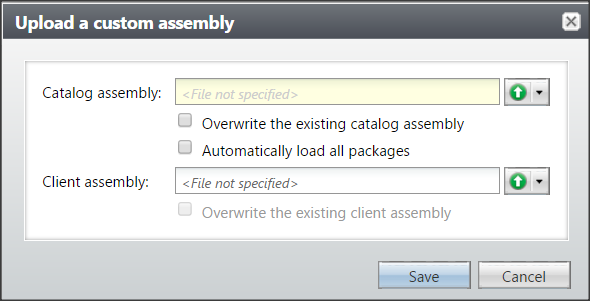 Upload a custom assembly
Catalog assembly: <File not specified>
Overwrite the existing catalog assembly
Automatically load all packages
Client assembly: <File not specified>
Overwrite the existing client assembly
Save Cancel